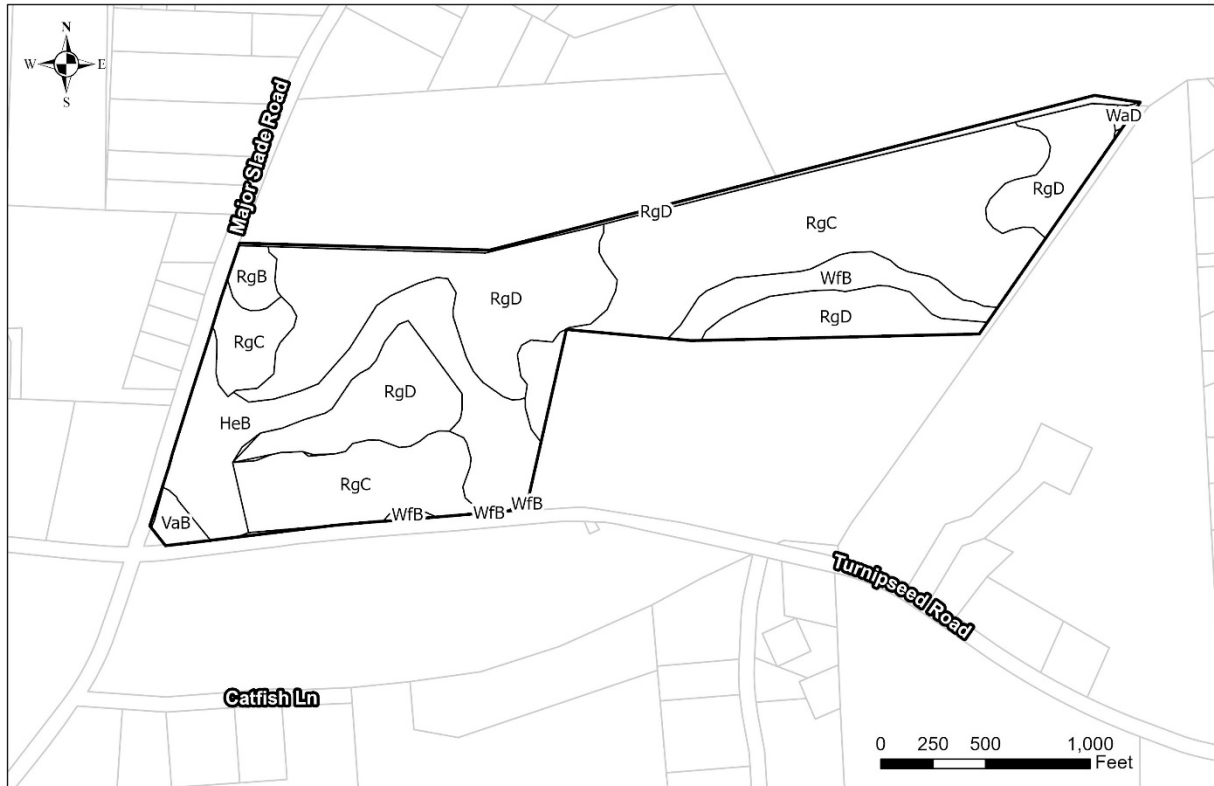 N
W E
S
Major Slade Road
WaD
RgD
RgD
RgC
RgB
WfB
RgD
RgD
RgC
RgD
HeB
RgC
WfB
WfB
WfB
VaB
Turnipseed Road
Catfish Ln
0 250 500 1,000
Feet